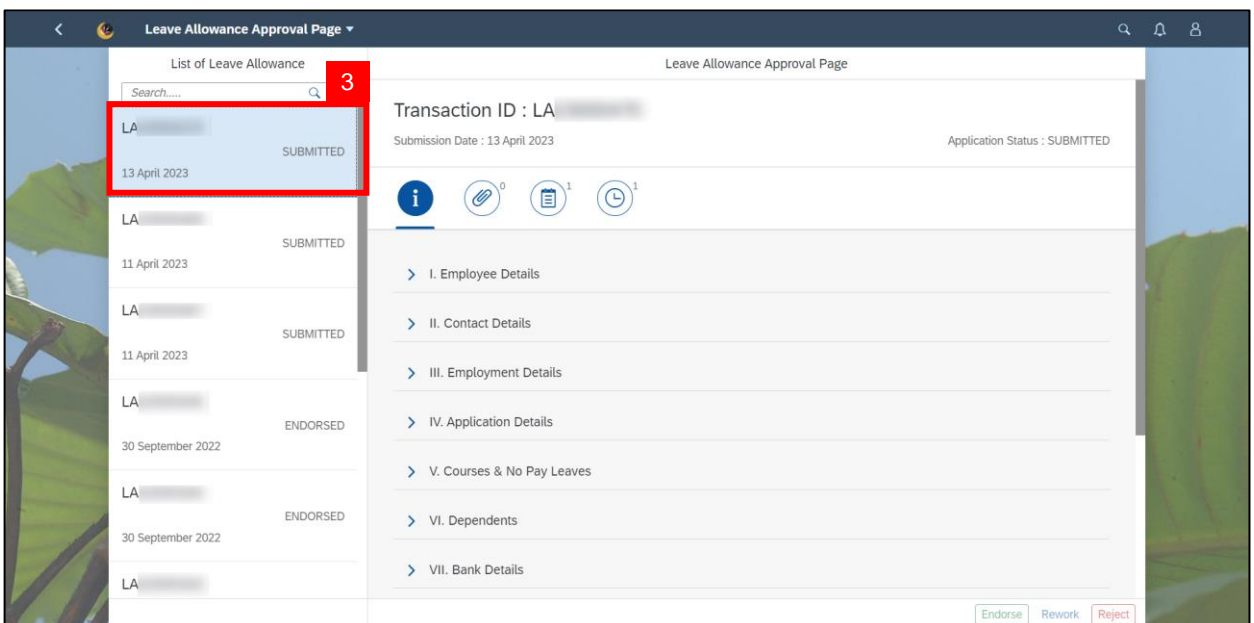 Leave Allowance Approval Page
List of Leave Allowance
3
Search.....
LA
SUBMITTED
13 April 2023
LA
SUBMITTED
11 April 2023
LA
SUBMITTED
11 April 2023
LA
ENDORSED
30 September 2022
LA
ENDORSED
30 September 2022
LA
Leave Allowance Approval Page
Transaction ID : LA
Submission Date : 13 April 2023
Application Status : SUBMITTED
i 0 1 1
I. Employee Details
II. Contact Details
III. Employment Details
IV. Application Details
V. Courses & No Pay Leaves
VI. Dependents
VII. Bank Details
Endorse Rework Reject